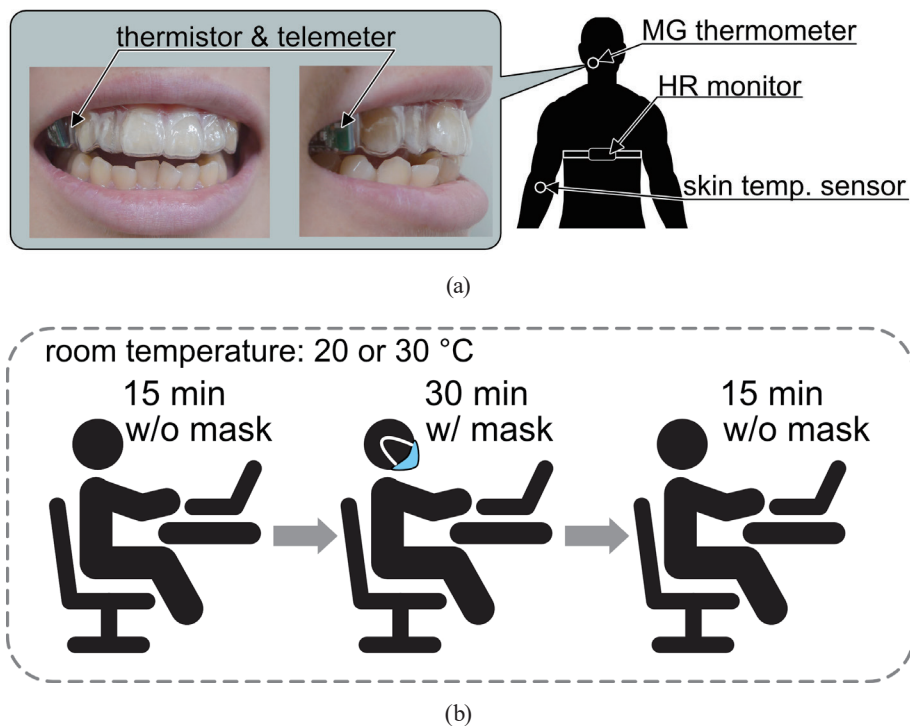 thermistor & telemeter
MG thermometer
HR monitor
skin temp. sensor
(a)
room temperature: 20 or 30 °C
15 min
w/o mask
30 min
w/ mask
15 min
w/o mask
(b)